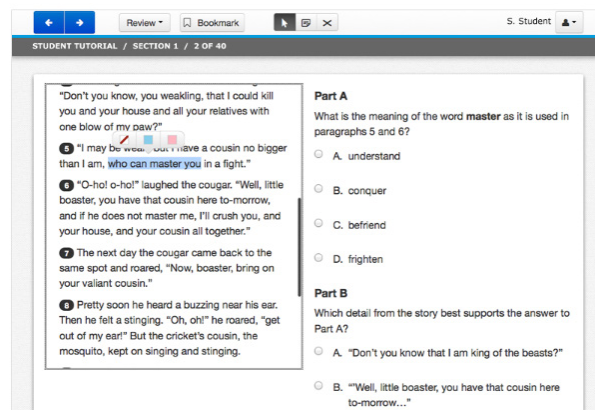 Review
Bookmark
S. Student
STUDENT TUTORIAL / SECTION 1 / 2 OF 40
"Don't you know, you weakling, that I could kill
you and your house and all your relatives with
one blow of my paw?"
5 "I may be weak, but I have a cousin no bigger
than I am, who can master you in a fight."
6 "O-ho! o-ho!" laughed the cougar. "Well, little
boaster, you have that cousin here to-morrow,
and if he does not master me, I'll crush you, and
your house, and your cousin all together."
7 The next day the cougar came back to the
same spot and roared, "Now, boaster, bring on
your valiant cousin."
8 Pretty soon he heard a buzzing near his ear.
Then he felt a stinging. "Oh, oh!" he roared, "get
out of my ear!" But the cricket's cousin, the
mosquito, kept on singing and stinging.
Part A
What is the meaning of the word master as it is used in
paragraphs 5 and 6?
A. understand
B. conquer
C. befriend
D. frighten
Part B
Which detail from the story best supports the answer to
Part A?
A. "Don't you know that I am king of the beasts?"
B. "'Well, little boaster, you have that cousin here
to-morrow..."